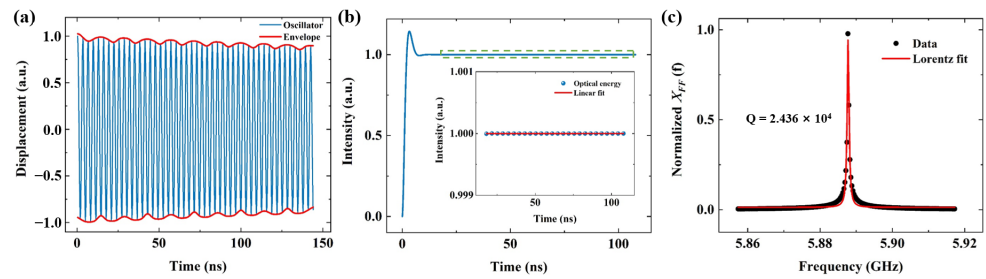 (a)
Displacement (a.u.)
1.0
0.5
0.0
−0.5
−1.0
Oscillator
Envelope
0
50
100
150
Time (ns)
(b)
Intensity (a.u.)
1.0
0.5
0.0
1.001
1.000
0.999
Intensity (a.u.)
Optical energy
Linear fit
50
100
Time (ns)
0
50
100
Time (ns)
(c)
Normalized X_FF (f)
1.0
0.5
0.0
Data
Lorentz fit
Q = 2.436 × 10⁴
5.86
5.88
5.90
5.92
Frequency (GHz)